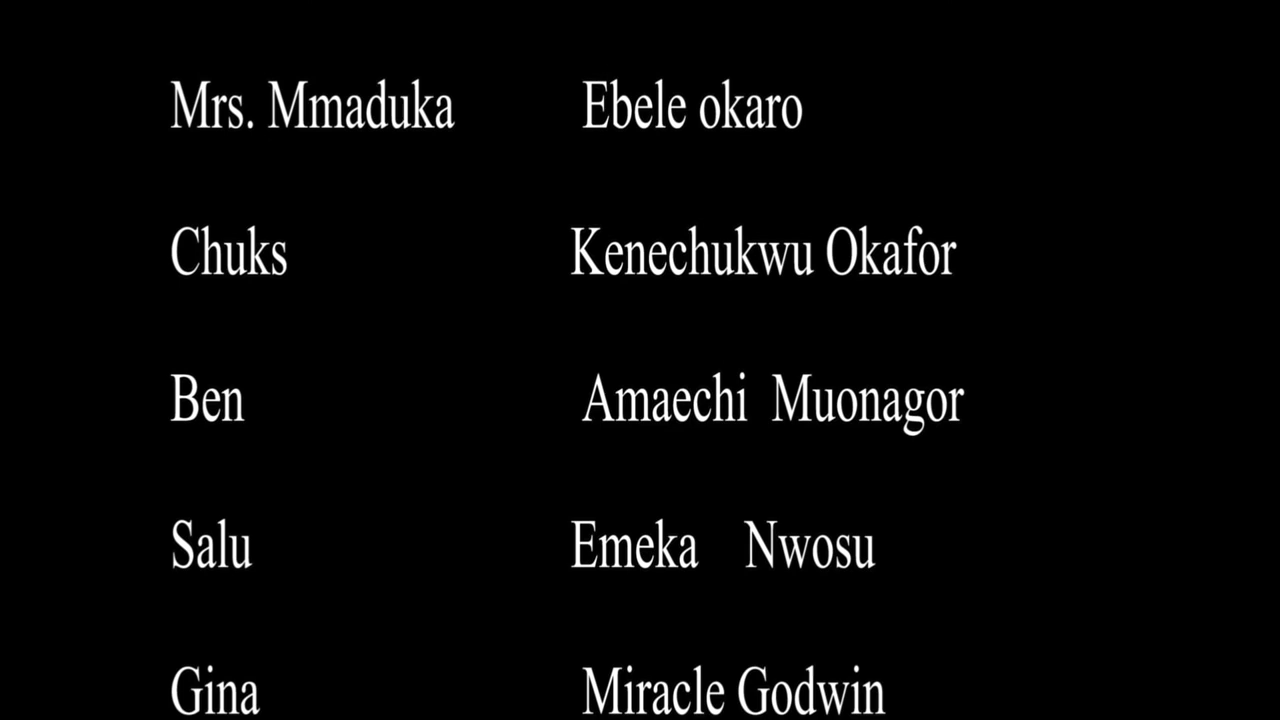 Mrs. Mmaduka Ebele okaro
Chuks Kenechukwu Okafor
Ben Amaechi Muonagor
Salu Emeka Nwosu
Gina Miracle Godwin